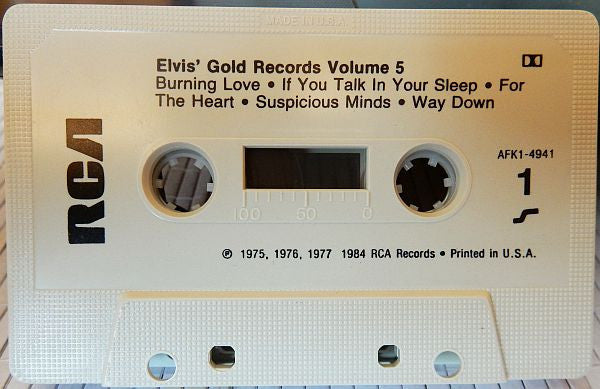 MADE IN U.S.A.
Elvis' Gold Records Volume 5
Burning Love • If You Talk In Your Sleep • For
The Heart • Suspicious Minds • Way Down
RCA
AFK1-4941
1
100 50 0
℗ 1975, 1976, 1977 1984 RCA Records • Printed in U.S.A.